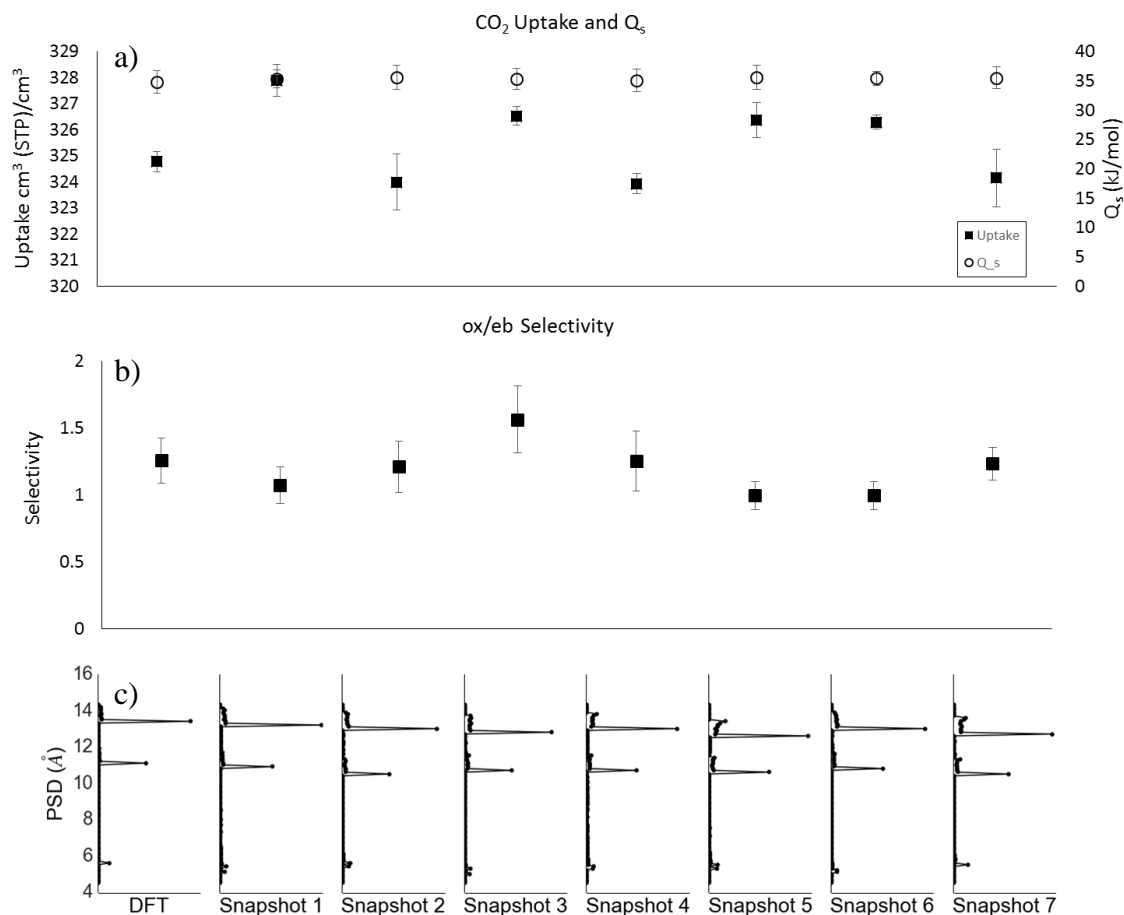 CO₂ Uptake and Qₛ
a)
329
328
327
326
325
324
323
322
321
320
Uptake cm³ (STP)/cm³
40
35
30
25
20
15
10
5
0
Qₛ (kJ/mol)
Uptake
Q_s
ox/eb Selectivity
b)
2
1.5
1
0.5
0
Selectivity
c)
16
14
12
10
8
6
4
PSD (Å)
DFT Snapshot 1 Snapshot 2 Snapshot 3 Snapshot 4 Snapshot 5 Snapshot 6 Snapshot 7